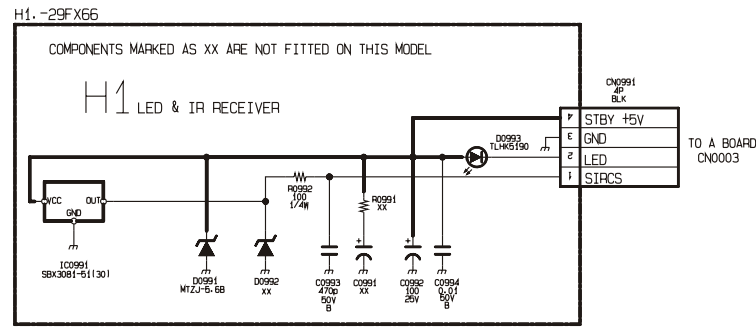 H1.-29FX66
COMPONENTS MARKED AS XX ARE NOT FITTED ON THIS MODEL
H1 LED & IR RECEIVER
CN0991
4P
BLK
4 STBY +5V
3 GND
2 LED
1 SIRCS
TO A BOARD
CN0003
D0993
TLHK5190
R0992
100
1/4W
R0991
XX
VCC
OUT
GND
IC0991
SBX3081-51(30)
D0991
MTZJ-5.6B
D0992
XX
C0993
470p
50V
B
C0991
XX
C0992
100
25V
C0994
0.01
50V
B